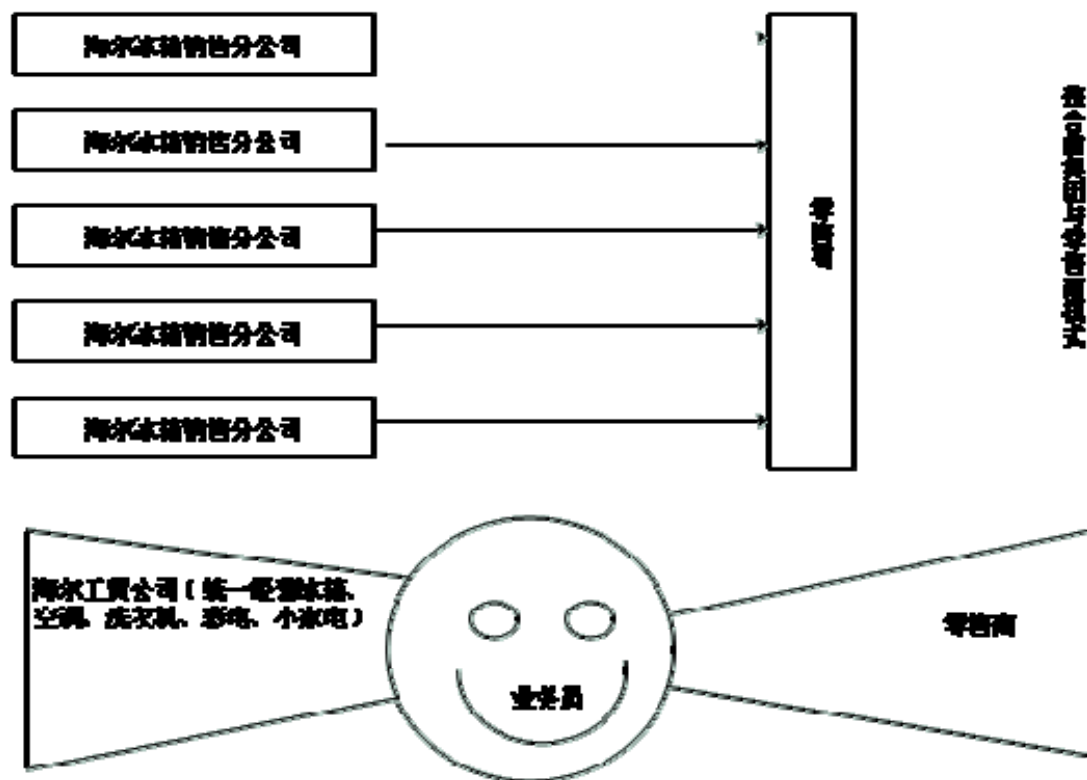 海尔冰箱销售分公司
海尔冰箱销售分公司
海尔冰箱销售分公司
海尔冰箱销售分公司
海尔冰箱销售分公司
零售商
海尔工贸公司（统一经理冰箱、
空调、洗衣机、彩电、小家电）
业务员
零售商